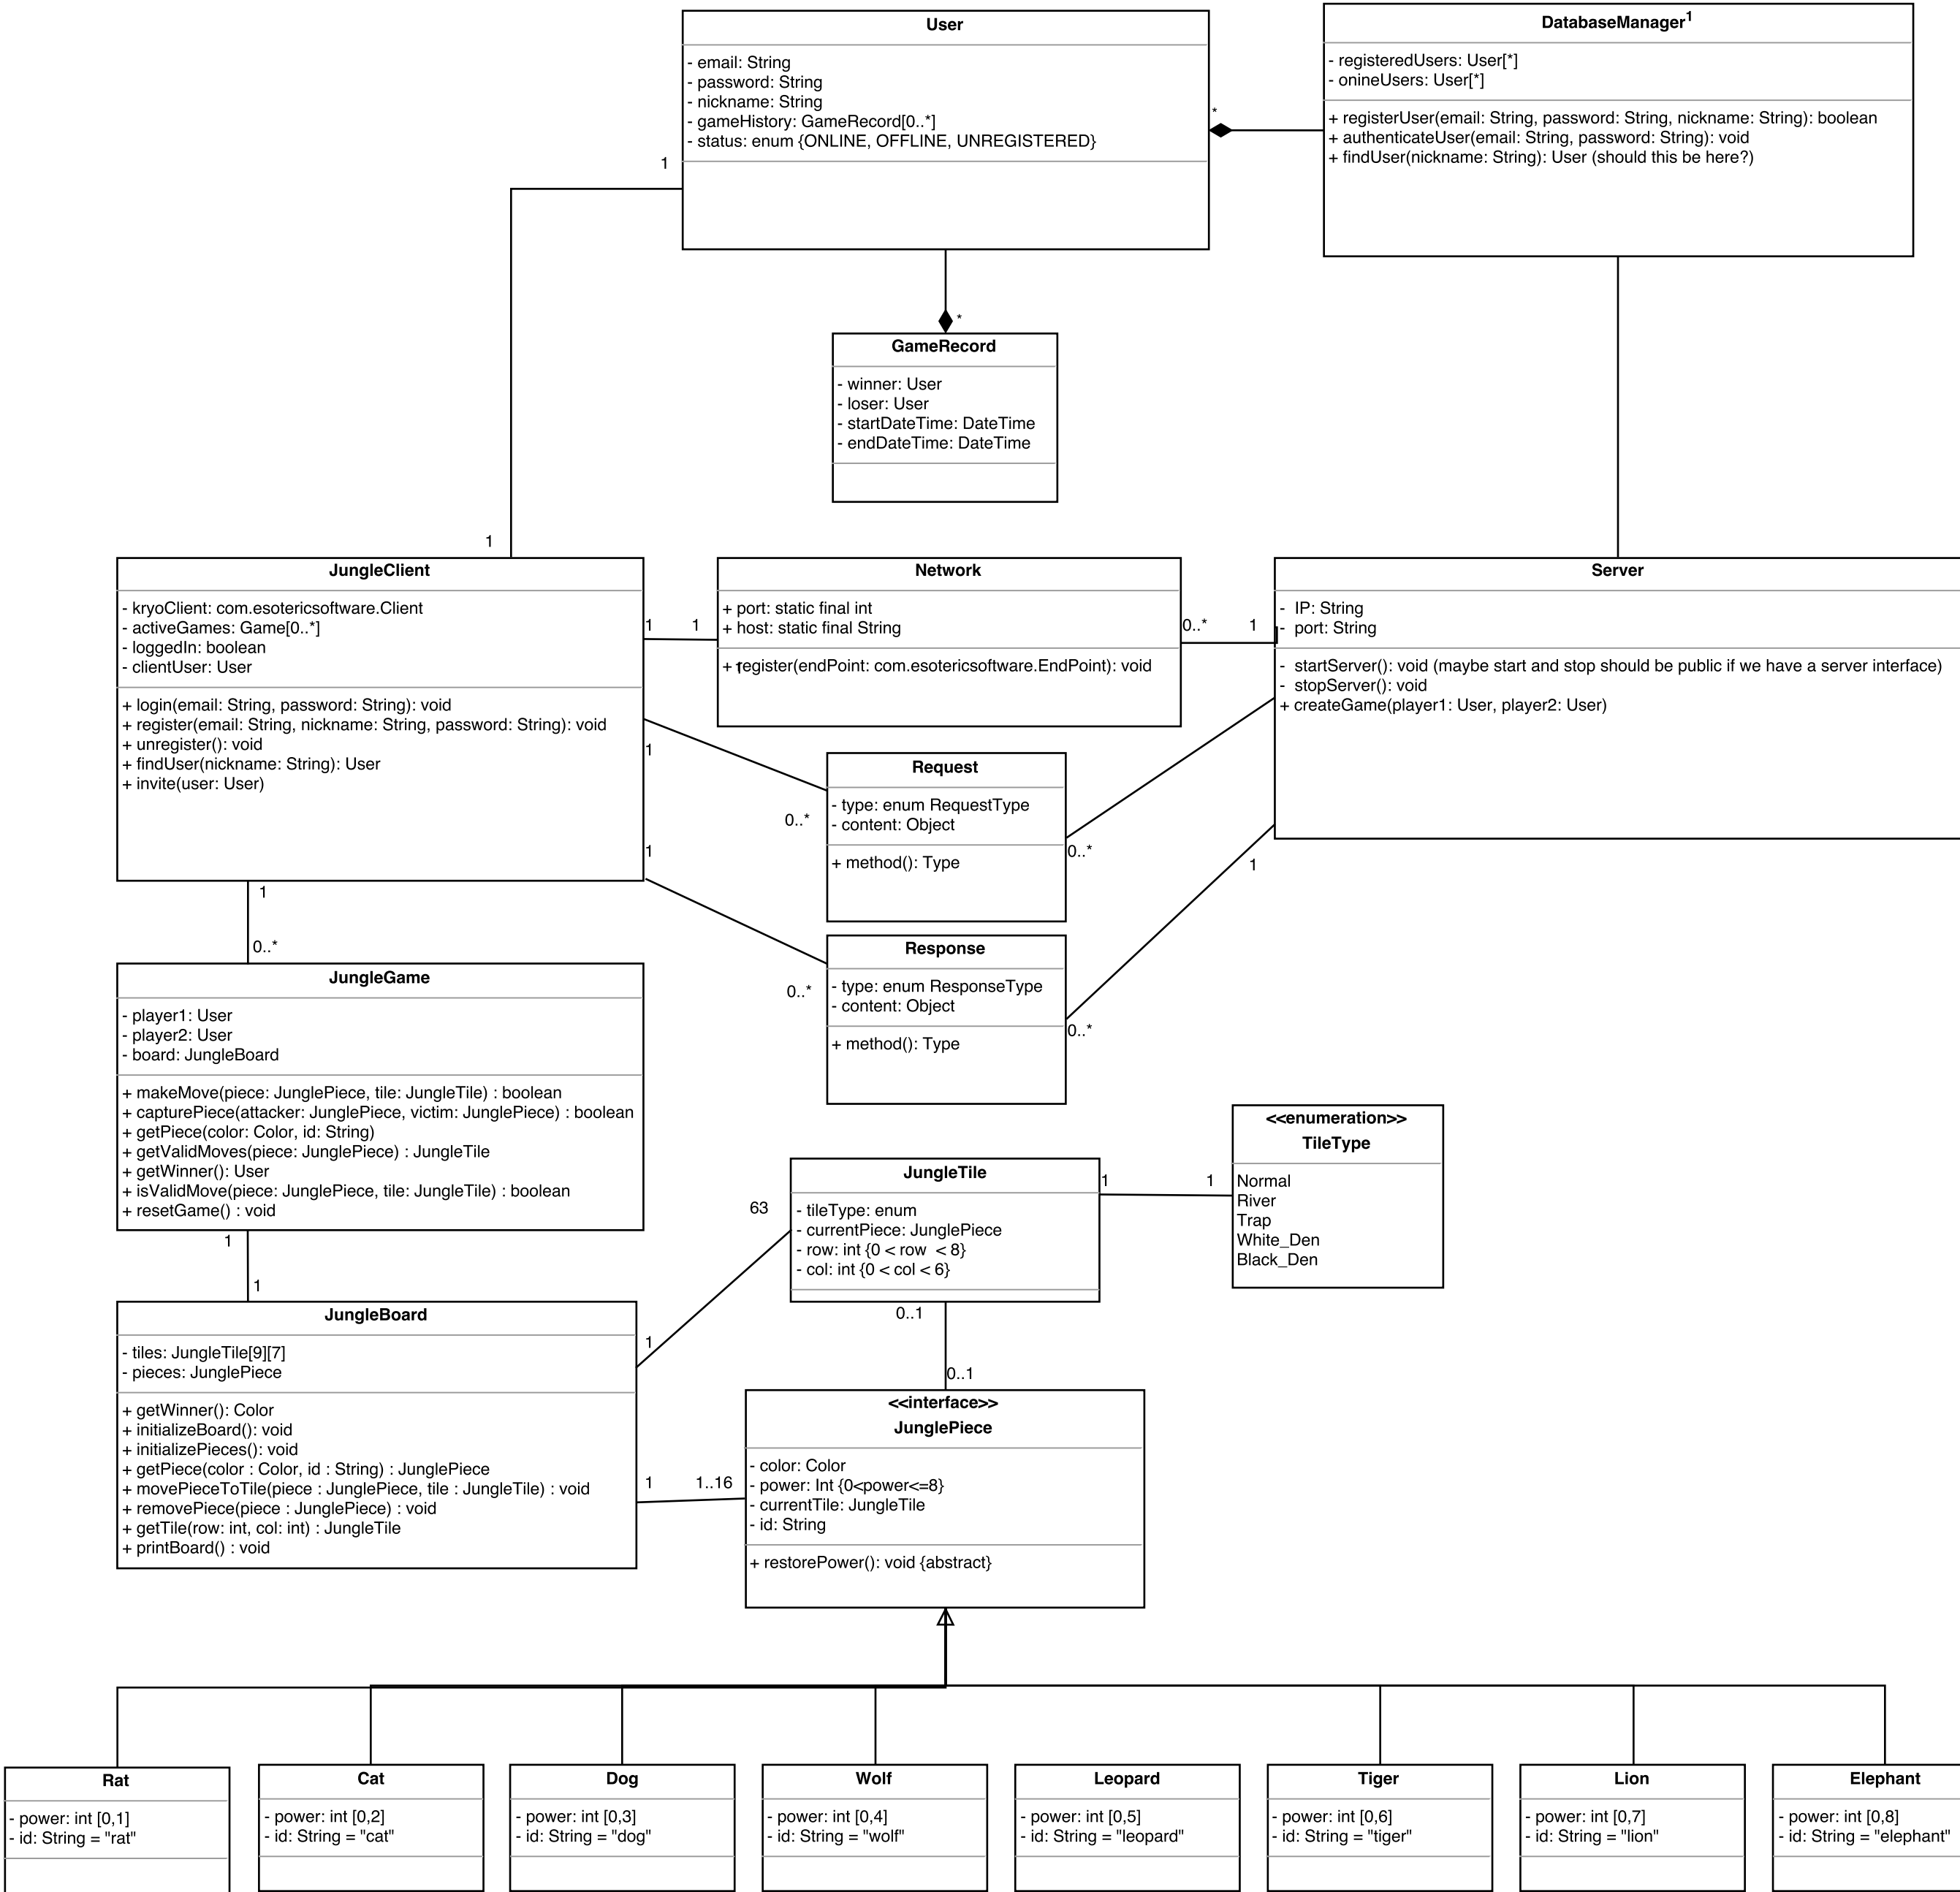 User
- email: String
- password: String
- nickname: String
- gameHistory: GameRecord[0..*]
- status: enum {ONLINE, OFFLINE, UNREGISTERED}
DatabaseManager1
- registeredUsers: User[*]
- onineUsers: User[*]
+ registerUser(email: String, password: String, nickname: String): boolean
+ authenticateUser(email: String, password: String): void
+ findUser(nickname: String): User (should this be here?)
*
1
*
GameRecord
- winner: User
- loser: User
- startDateTime: DateTime
- endDateTime: DateTime
1
JungleClient
- kryoClient: com.esotericsoftware.Client
- activeGames: Game[0..*]
- loggedIn: boolean
- clientUser: User
+ login(email: String, password: String): void
+ register(email: String, nickname: String, password: String): void
+ unregister(): void
+ findUser(nickname: String): User
+ invite(user: User)
1
1
Network
+ port: static final int
+ host: static final String
+ register(endPoint: com.esotericsoftware.EndPoint): void
0..*
1
Server
- IP: String
- port: String
- startServer(): void (maybe start and stop should be public if we have a server interface)
- stopServer(): void
+ createGame(player1: User, player2: User)
1
0..*
Request
- type: enum RequestType
- content: Object
+ method(): Type
0..*
1
0..*
Response
- type: enum ResponseType
- content: Object
+ method(): Type
0..*
1
1
0..*
JungleGame
- player1: User
- player2: User
- board: JungleBoard
+ makeMove(piece: JunglePiece, tile: JungleTile) : boolean
+ capturePiece(attacker: JunglePiece, victim: JunglePiece) : boolean
+ getPiece(color: Color, id: String)
+ getValidMoves(piece: JunglePiece) : JungleTile
+ getWinner(): User
+ isValidMove(piece: JunglePiece, tile: JungleTile) : boolean
+ resetGame() : void
1
1
JungleBoard
- tiles: JungleTile[9][7]
- pieces: JunglePiece
+ getWinner(): Color
+ initializeBoard(): void
+ initializePieces(): void
+ getPiece(color : Color, id : String) : JunglePiece
+ movePieceToTile(piece : JunglePiece, tile : JungleTile) : void
+ removePiece(piece : JunglePiece) : void
+ getTile(row: int, col: int) : JungleTile
+ printBoard() : void
63
1
JungleTile
- tileType: enum
- currentPiece: JunglePiece
- row: int {0 < row < 8}
- col: int {0 < col < 6}
1
1
<<enumeration>>
TileType
Normal
River
Trap
White_Den
Black_Den
0..1
0..1
1
1..16
<<interface>>
JunglePiece
- color: Color
- power: Int {0<power<=8}
- currentTile: JungleTile
- id: String
+ restorePower(): void {abstract}
Rat
- power: int [0,1]
- id: String = "rat"
Cat
- power: int [0,2]
- id: String = "cat"
Dog
- power: int [0,3]
- id: String = "dog"
Wolf
- power: int [0,4]
- id: String = "wolf"
Leopard
- power: int [0,5]
- id: String = "leopard"
Tiger
- power: int [0,6]
- id: String = "tiger"
Lion
- power: int [0,7]
- id: String = "lion"
Elephant
- power: int [0,8]
- id: String = "elephant"